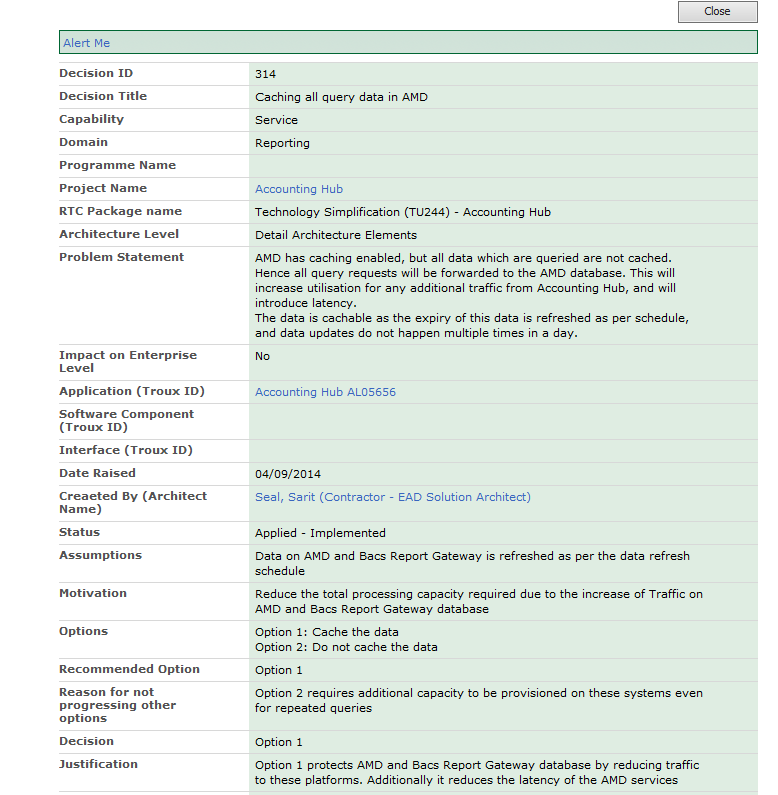 Close
Alert Me
Decision ID
314
Decision Title
Caching all query data in AMD
Capability
Service
Domain
Reporting
Programme Name
Project Name
Accounting Hub
RTC Package name
Technology Simplification (TU244) - Accounting Hub
Architecture Level
Detail Architecture Elements
Problem Statement
AMD has caching enabled, but all data which are queried are not cached.
Hence all query requests will be forwarded to the AMD database. This will
increase utilisation for any additional traffic from Accounting Hub, and will
introduce latency.
The data is cachable as the expiry of this data is refreshed as per schedule,
and data updates do not happen multiple times in a day.
Impact on Enterprise
Level
No
Application (Troux ID)
Accounting Hub AL05656
Software Component
(Troux ID)
Interface (Troux ID)
Date Raised
04/09/2014
Creaeted By (Architect
Name)
Seal, Sarit (Contractor - EAD Solution Architect)
Status
Applied - Implemented
Assumptions
Data on AMD and Bacs Report Gateway is refreshed as per the data refresh
schedule
Motivation
Reduce the total processing capacity required due to the increase of Traffic on
AMD and Bacs Report Gateway database
Options
Option 1: Cache the data
Option 2: Do not cache the data
Recommended Option
Option 1
Reason for not
progressing other
options
Option 2 requires additional capacity to be provisioned on these systems even
for repeated queries
Decision
Option 1
Justification
Option 1 protects AMD and Bacs Report Gateway database by reducing traffic
to these platforms. Additionally it reduces the latency of the AMD services